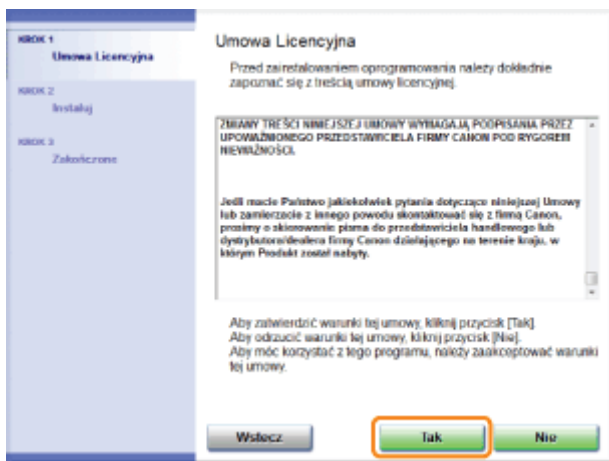 KROK 1
Umowa Licencyjna
KROK 2
Instaluj
KROK 3
Zakończone
Umowa Licencyjna
Przed zainstalowaniem oprogramowania należy dokładnie
zapoznać się z treścią umowy licencyjnej.
ZMIANY TREŚCI NINIEJSZEJ UMOWY WYMAGAJĄ PODPISANIA PRZEZ
UPOWAŻNIONEGO PRZEDSTAWICIELA FIRMY CANON POD RYGOREM
NIEWAŻNOŚCI.
Jeśli macie Państwo jakiekolwiek pytania dotyczące niniejszej Umowy
lub zamierzacie z innego powodu skontaktować się z firmą Canon,
prosimy o skierowanie pisma do przedstawiciela handlowego lub
dystrybutora/dealera firmy Canon działającego na terenie kraju, w
którym Produkt został nabyty.
Aby zatwierdzić warunki tej umowy, kliknij przycisk [Tak].
Aby odrzucić warunki tej umowy, kliknij przycisk [Nie].
Aby móc korzystać z tego programu, należy zaakceptować warunki
tej umowy.
Wstecz
Tak
Nie